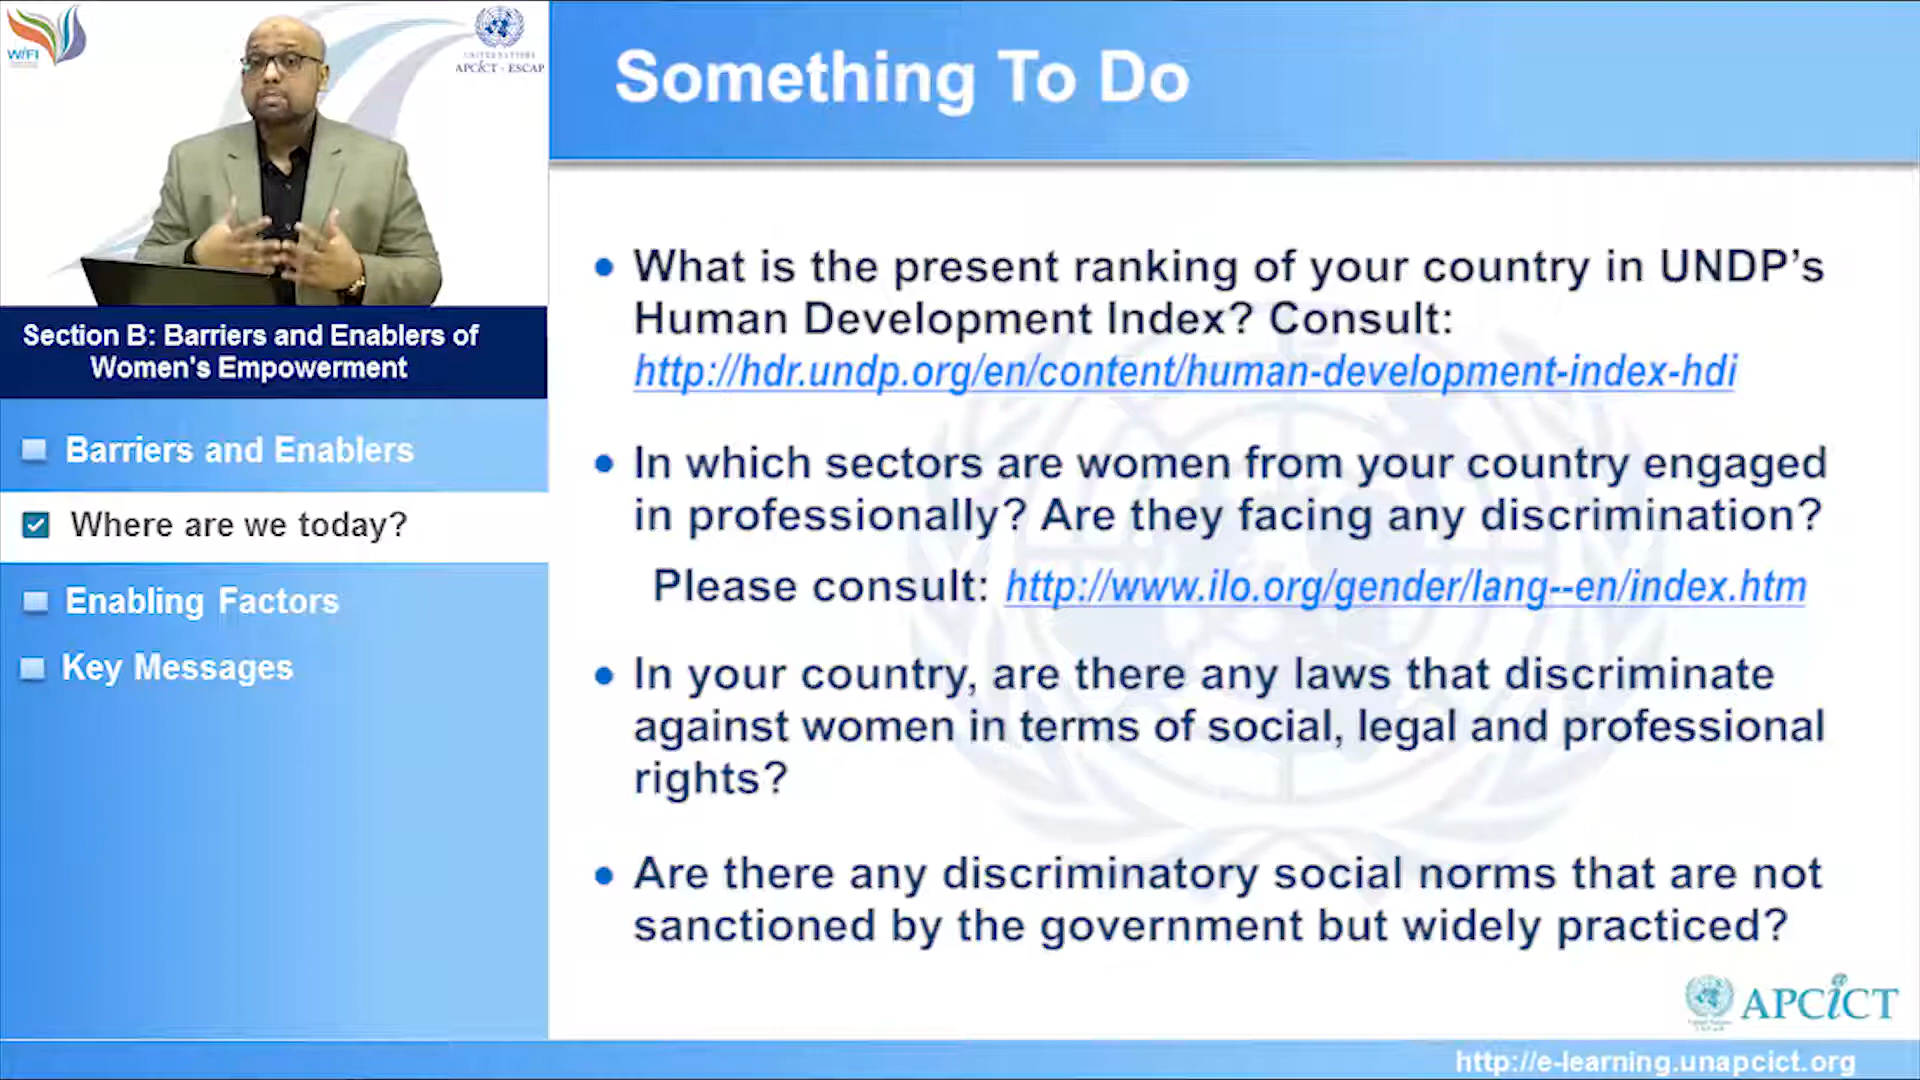 WIFI
UNITED NATIONS
APCICT - ESCAP
Something To Do
Section B: Barriers and Enablers of
Women's Empowerment
Barriers and Enablers
Where are we today?
Enabling Factors
Key Messages
• What is the present ranking of your country in UNDP’s
Human Development Index? Consult:
http://hdr.undp.org/en/content/human-development-index-hdi
• In which sectors are women from your country engaged
in professionally? Are they facing any discrimination?
Please consult: http://www.ilo.org/gender/lang--en/index.htm
• In your country, are there any laws that discriminate
against women in terms of social, legal and professional
rights?
• Are there any discriminatory social norms that are not
sanctioned by the government but widely practiced?
APCiCT
http://e-learning.unapcict.org